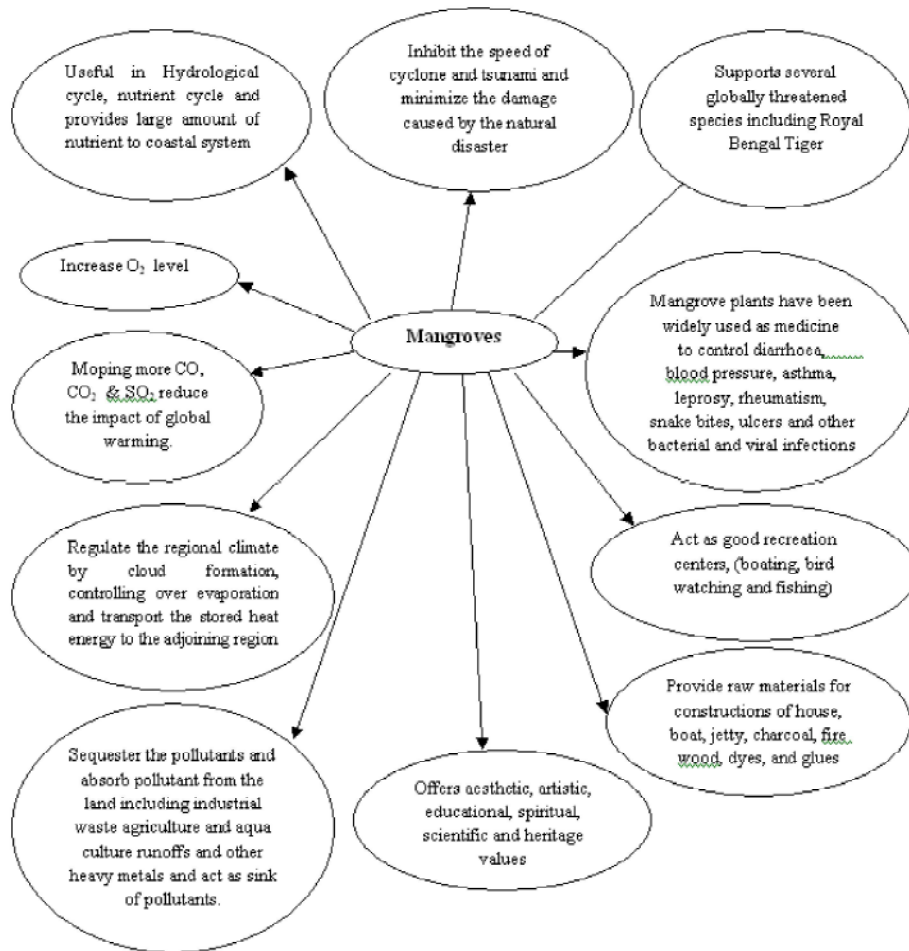 Useful in Hydrological
cycle, nutrient cycle and
provides large amount of
nutrient to coastal system
Inhibit the speed of
cyclone and tsunami and
minimize the damage
caused by the natural
disaster
Supports several
globally threatened
species including Royal
Bengal Tiger
Increase O₂ level
Mangroves
Mangrove plants have been
widely used as medicine
to control diarrhoea,
blood pressure, asthma,
leprosy, rheumatism,
snake bites, ulcers and other
bacterial and viral infections
Moping more CO,
CO₂ & SO₂ reduce
the impact of global
warming.
Regulate the regional climate
by cloud formation,
controlling over evaporation
and transport the stored heat
energy to the adjoining region
Act as good recreation
centers, (boating, bird
watching and fishing)
Provide raw materials for
constructions of house,
boat, jetty, charcoal, fire
wood, dyes, and glues
Sequester the pollutants and
absorb pollutant from the
land including industrial
waste agriculture and aqua
culture runoffs and other
heavy metals and act as sink
of pollutants.
Offers aesthetic, artistic,
educational, spiritual,
scientific and heritage
values